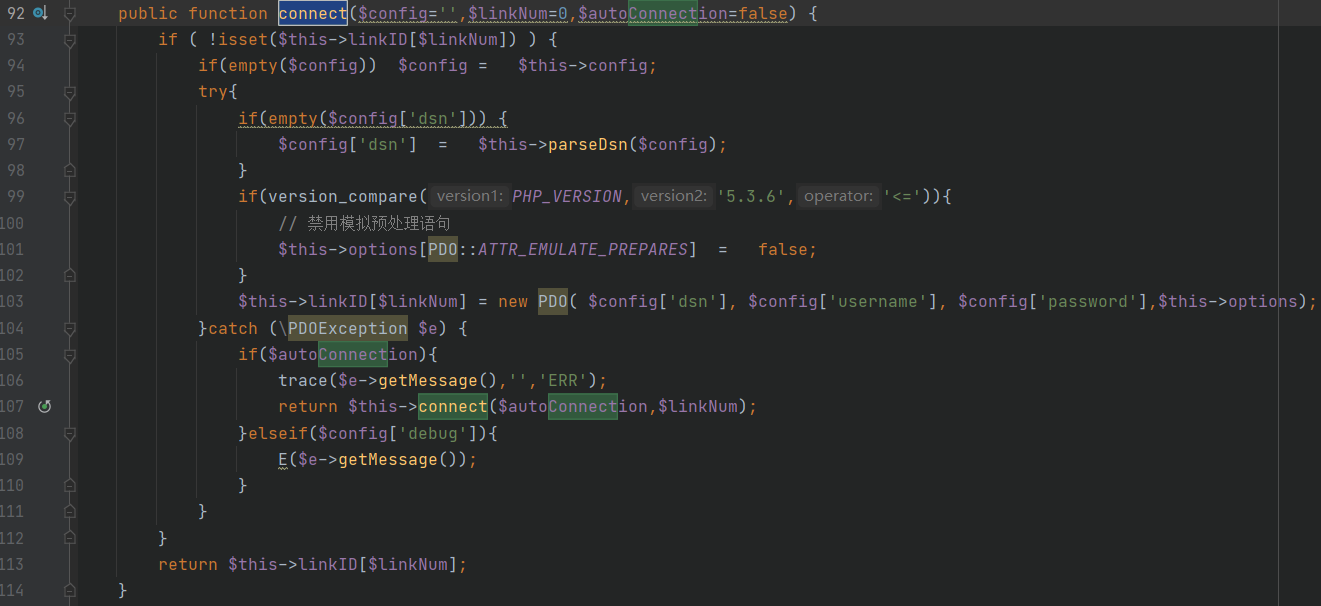 92 public function connect($config='',$linkNum=0,$autoConnection=false) {
93 if ( !isset($this->linkID[$linkNum]) ) {
94 if(empty($config))  $config =   $this->config;
95 try{
96 if(empty($config['dsn'])) {
97 $config['dsn']  =   $this->parseDsn($config);
98 }
99 if(version_compare( version1: PHP_VERSION, version2: '5.3.6', operator: '<=')){
100 // 禁用模拟预处理语句
101 $this->options[PDO::ATTR_EMULATE_PREPARES]  =   false;
102 }
103 $this->linkID[$linkNum] = new PDO( $config['dsn'], $config['username'], $config['password'],$this->options);
104 }catch (\PDOException $e) {
105 if($autoConnection){
106 trace($e->getMessage(),'','ERR');
107 return $this->connect($autoConnection,$linkNum);
108 }elseif($config['debug']){
109 E($e->getMessage());
110 }
111 }
112 }
113 return $this->linkID[$linkNum];
114 }